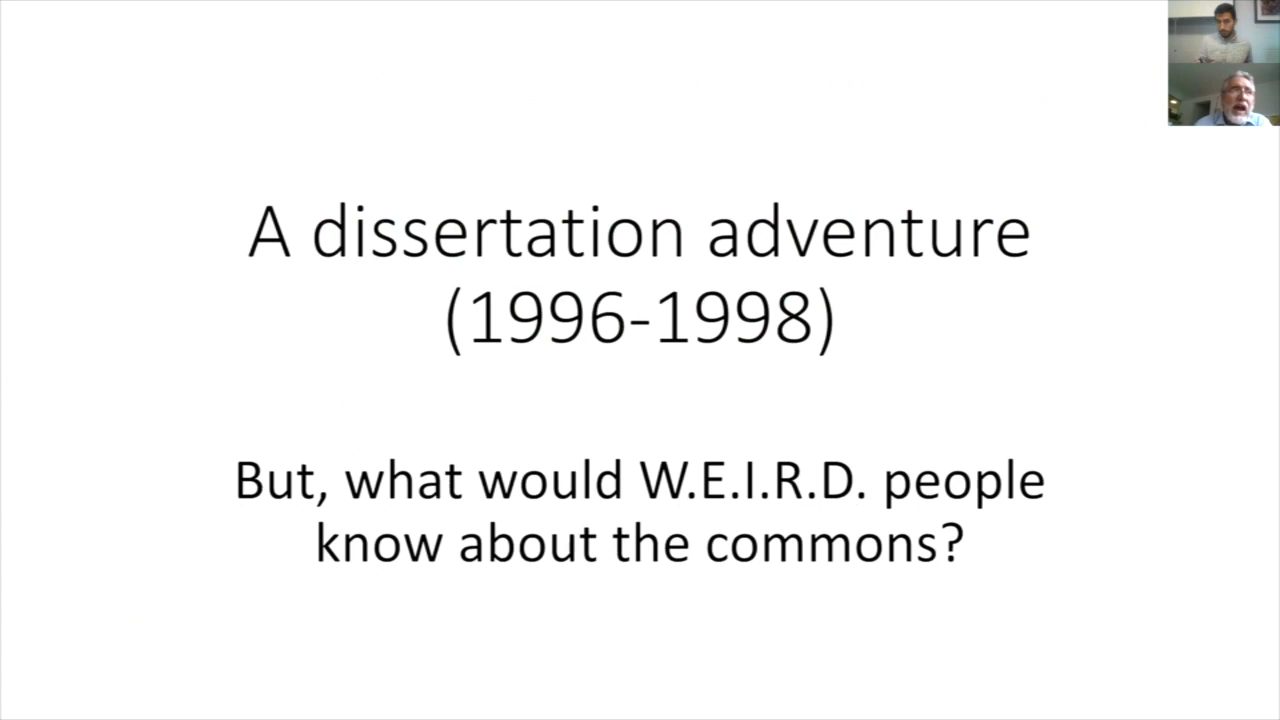 A dissertation adventure
(1996-1998)
But, what would W.E.I.R.D. people
know about the commons?